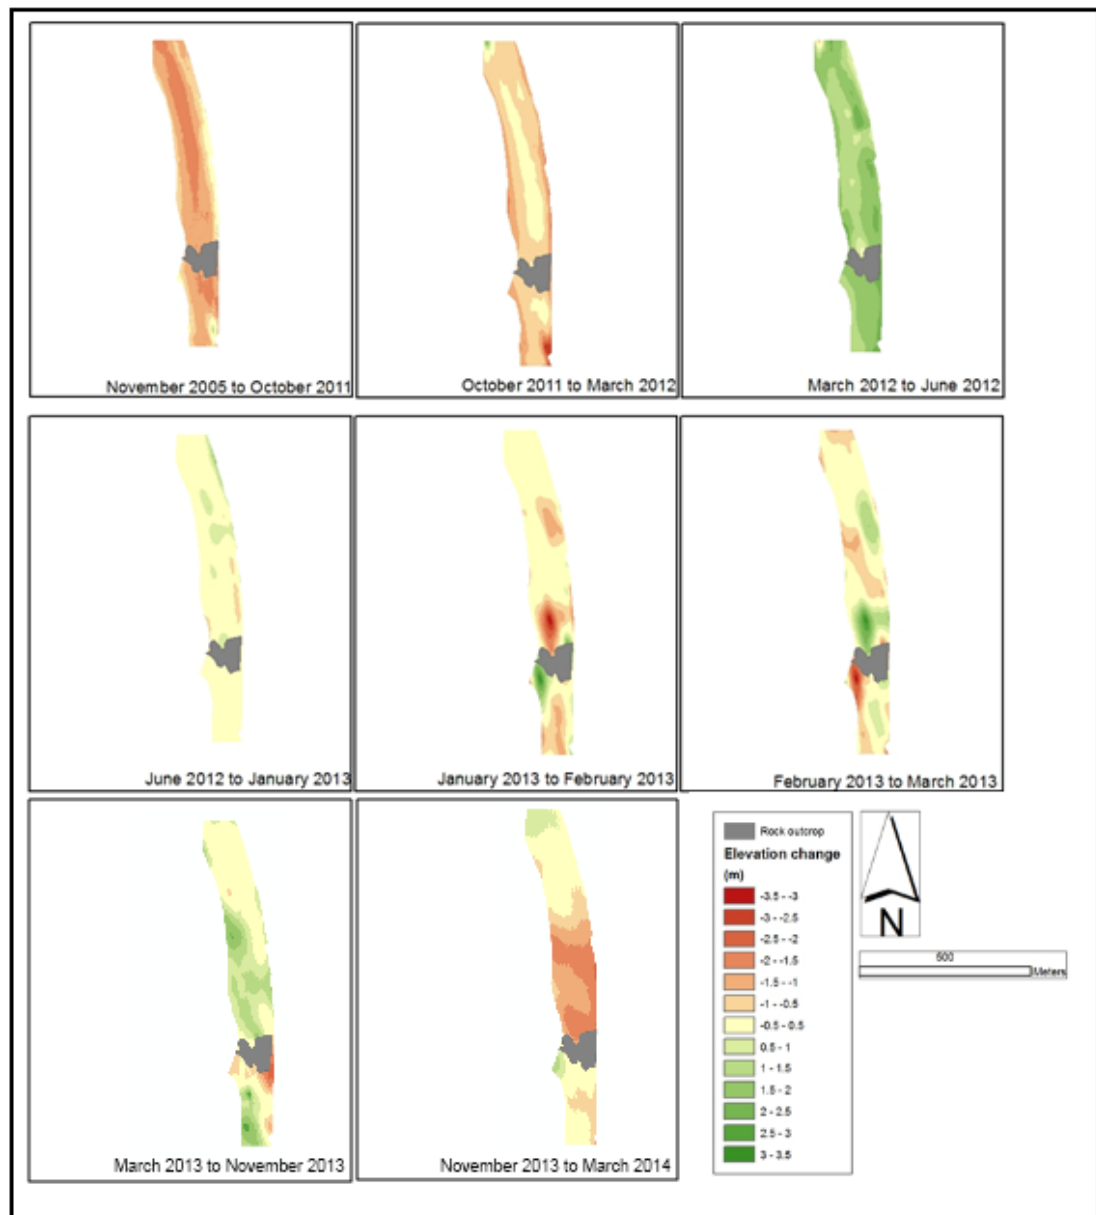 November 2005 to October 2011
October 2011 to March 2012
March 2012 to June 2012
June 2012 to January 2013
January 2013 to February 2013
February 2013 to March 2013
March 2013 to November 2013
November 2013 to March 2014
Rock outcrop
Elevation change
(m)
-3.5 - -3
-3 - -2.5
-2.5 - -2
-2 - -1.5
-1.5 - -1
-1 - -0.5
-0.5 - 0.5
0.5 - 1
1 - 1.5
1.5 - 2
2 - 2.5
2.5 - 3
3 - 3.5
N
500
Meters